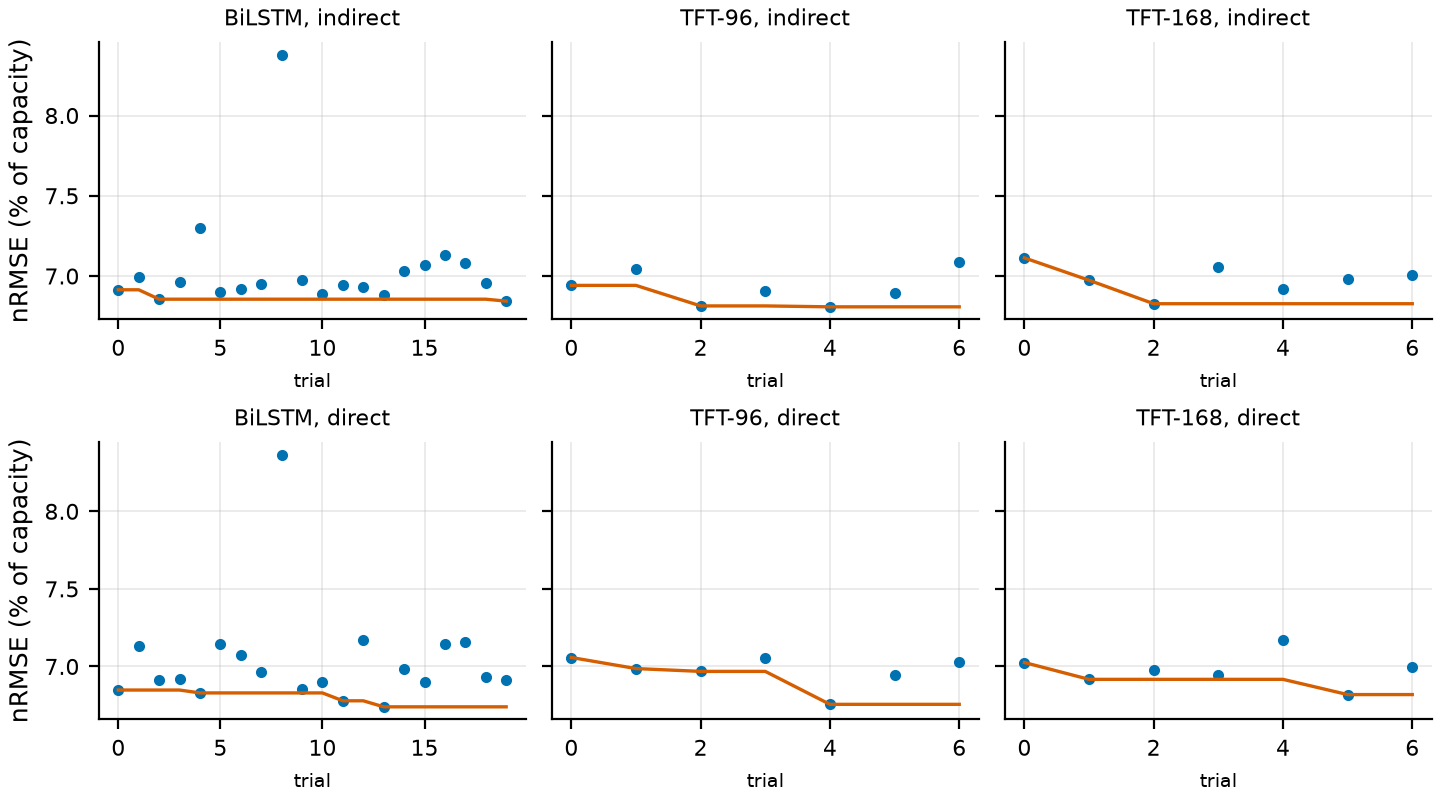 BiLSTM, indirect
TFT-96, indirect
TFT-168, indirect
nRMSE (% of capacity)
8.0
7.5
7.0
0 5 10 15
0 2 4 6
0 2 4 6
trial
trial
trial
BiLSTM, direct
TFT-96, direct
TFT-168, direct
nRMSE (% of capacity)
8.0
7.5
7.0
0 5 10 15
0 2 4 6
0 2 4 6
trial
trial
trial